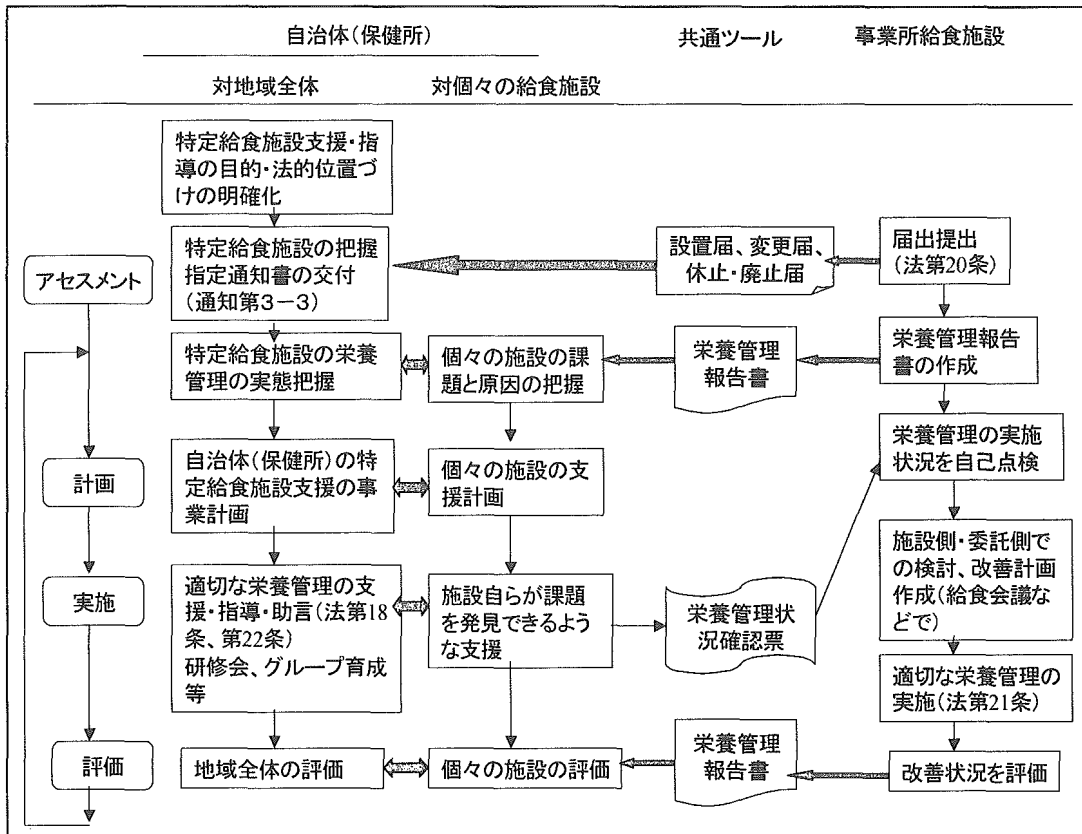 自治体(保健所)
共通ツール
事業所給食施設
対地域全体
対個々の給食施設
特定給食施設支援・指
導の目的・法的位置づ
けの明確化
アセスメント
特定給食施設の把握
指定通知書の交付
(通知第3－3)
設置届、変更届、
休止・廃止届
届出提出
(法第20条)
特定給食施設の栄養
管理の実態把握
個々の施設の課
題と原因の把握
栄養管理
報告書
栄養管理報告
書の作成
栄養管理の実施
状況を自己点検
計画
自治体(保健所)の特
定給食施設支援の事
業計画
個々の施設の支
援計画
施設側・委託側で
の検討、改善計画
作成(給食会議な
どで)
実施
適切な栄養管理の支
援・指導・助言(法第18
条、第22条)
研修会、グループ育成
等
施設自らが課題
を発見できるよう
な支援
栄養管理状
況確認票
適切な栄養管理の
実施(法第21条)
評価
地域全体の評価
個々の施設の評価
栄養管理
報告書
改善状況を評価